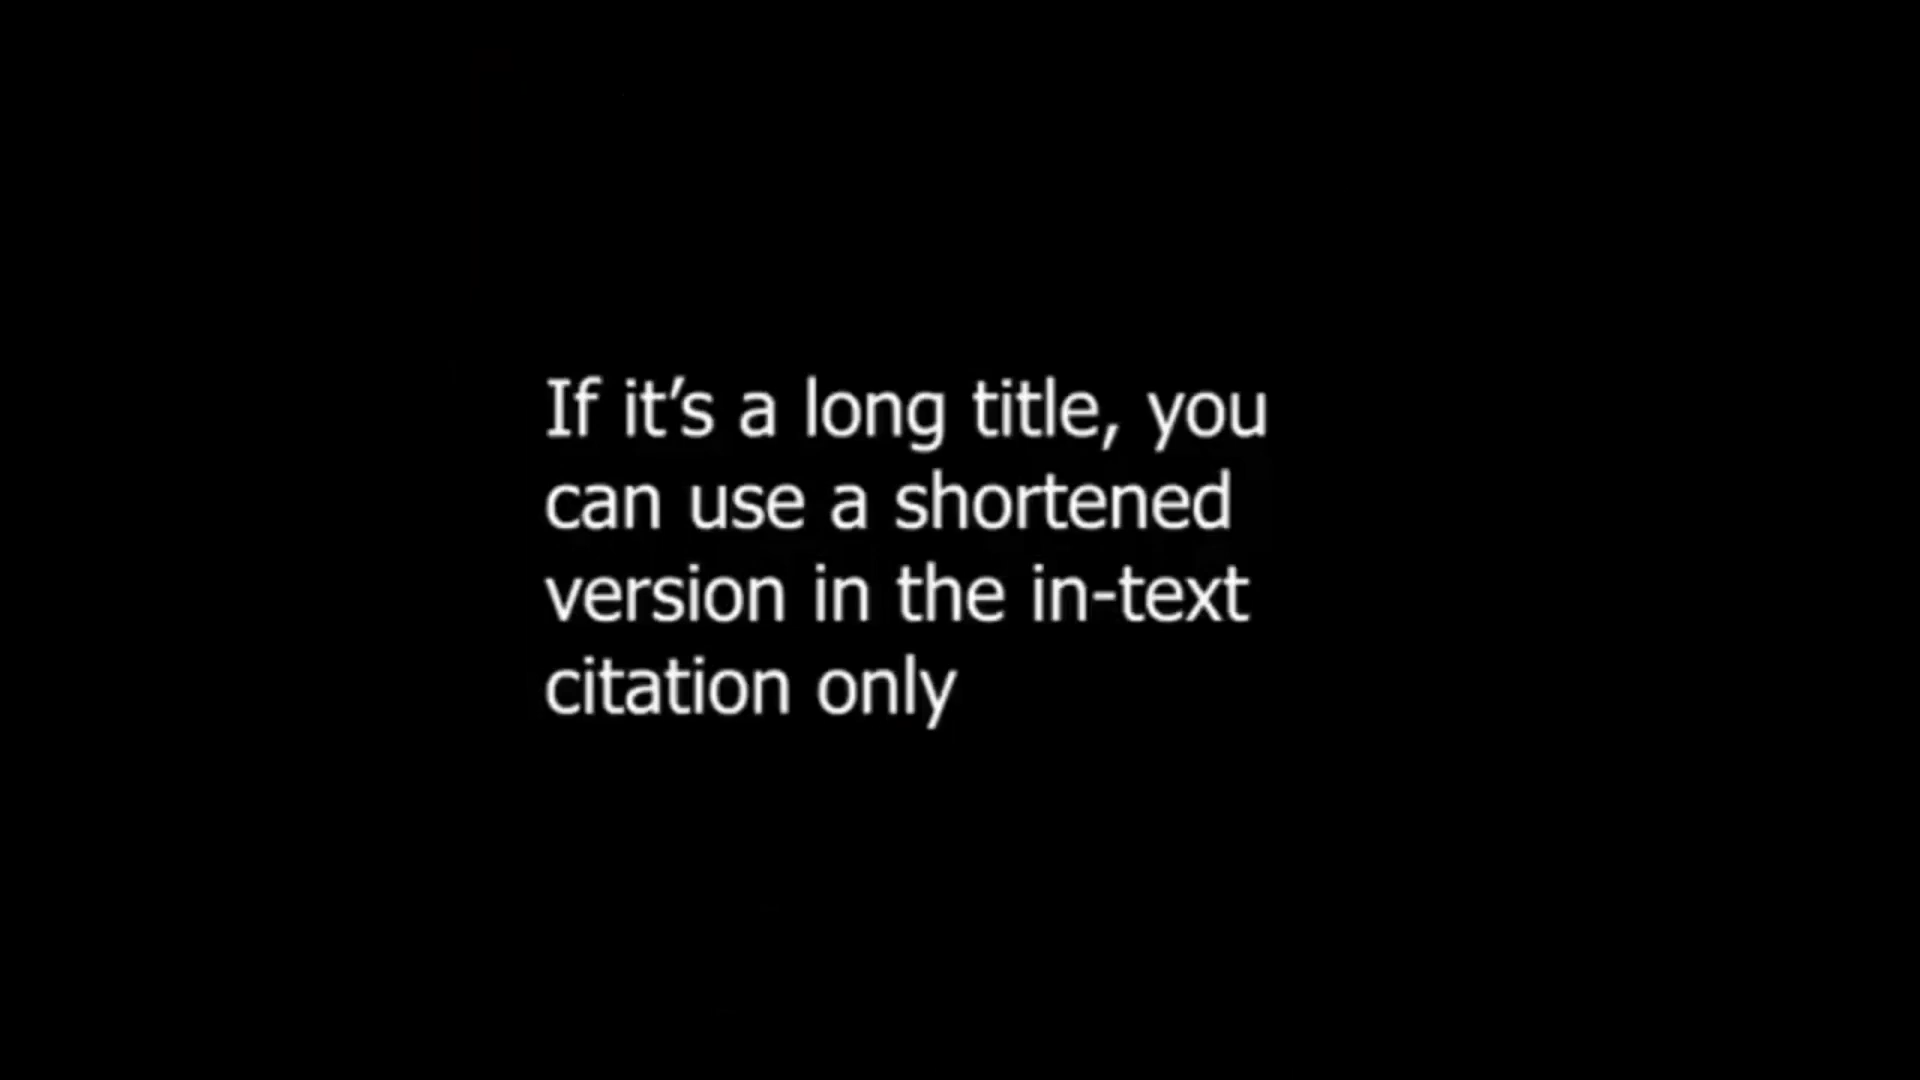 If it’s a long title, you
can use a shortened
version in the in-text
citation only